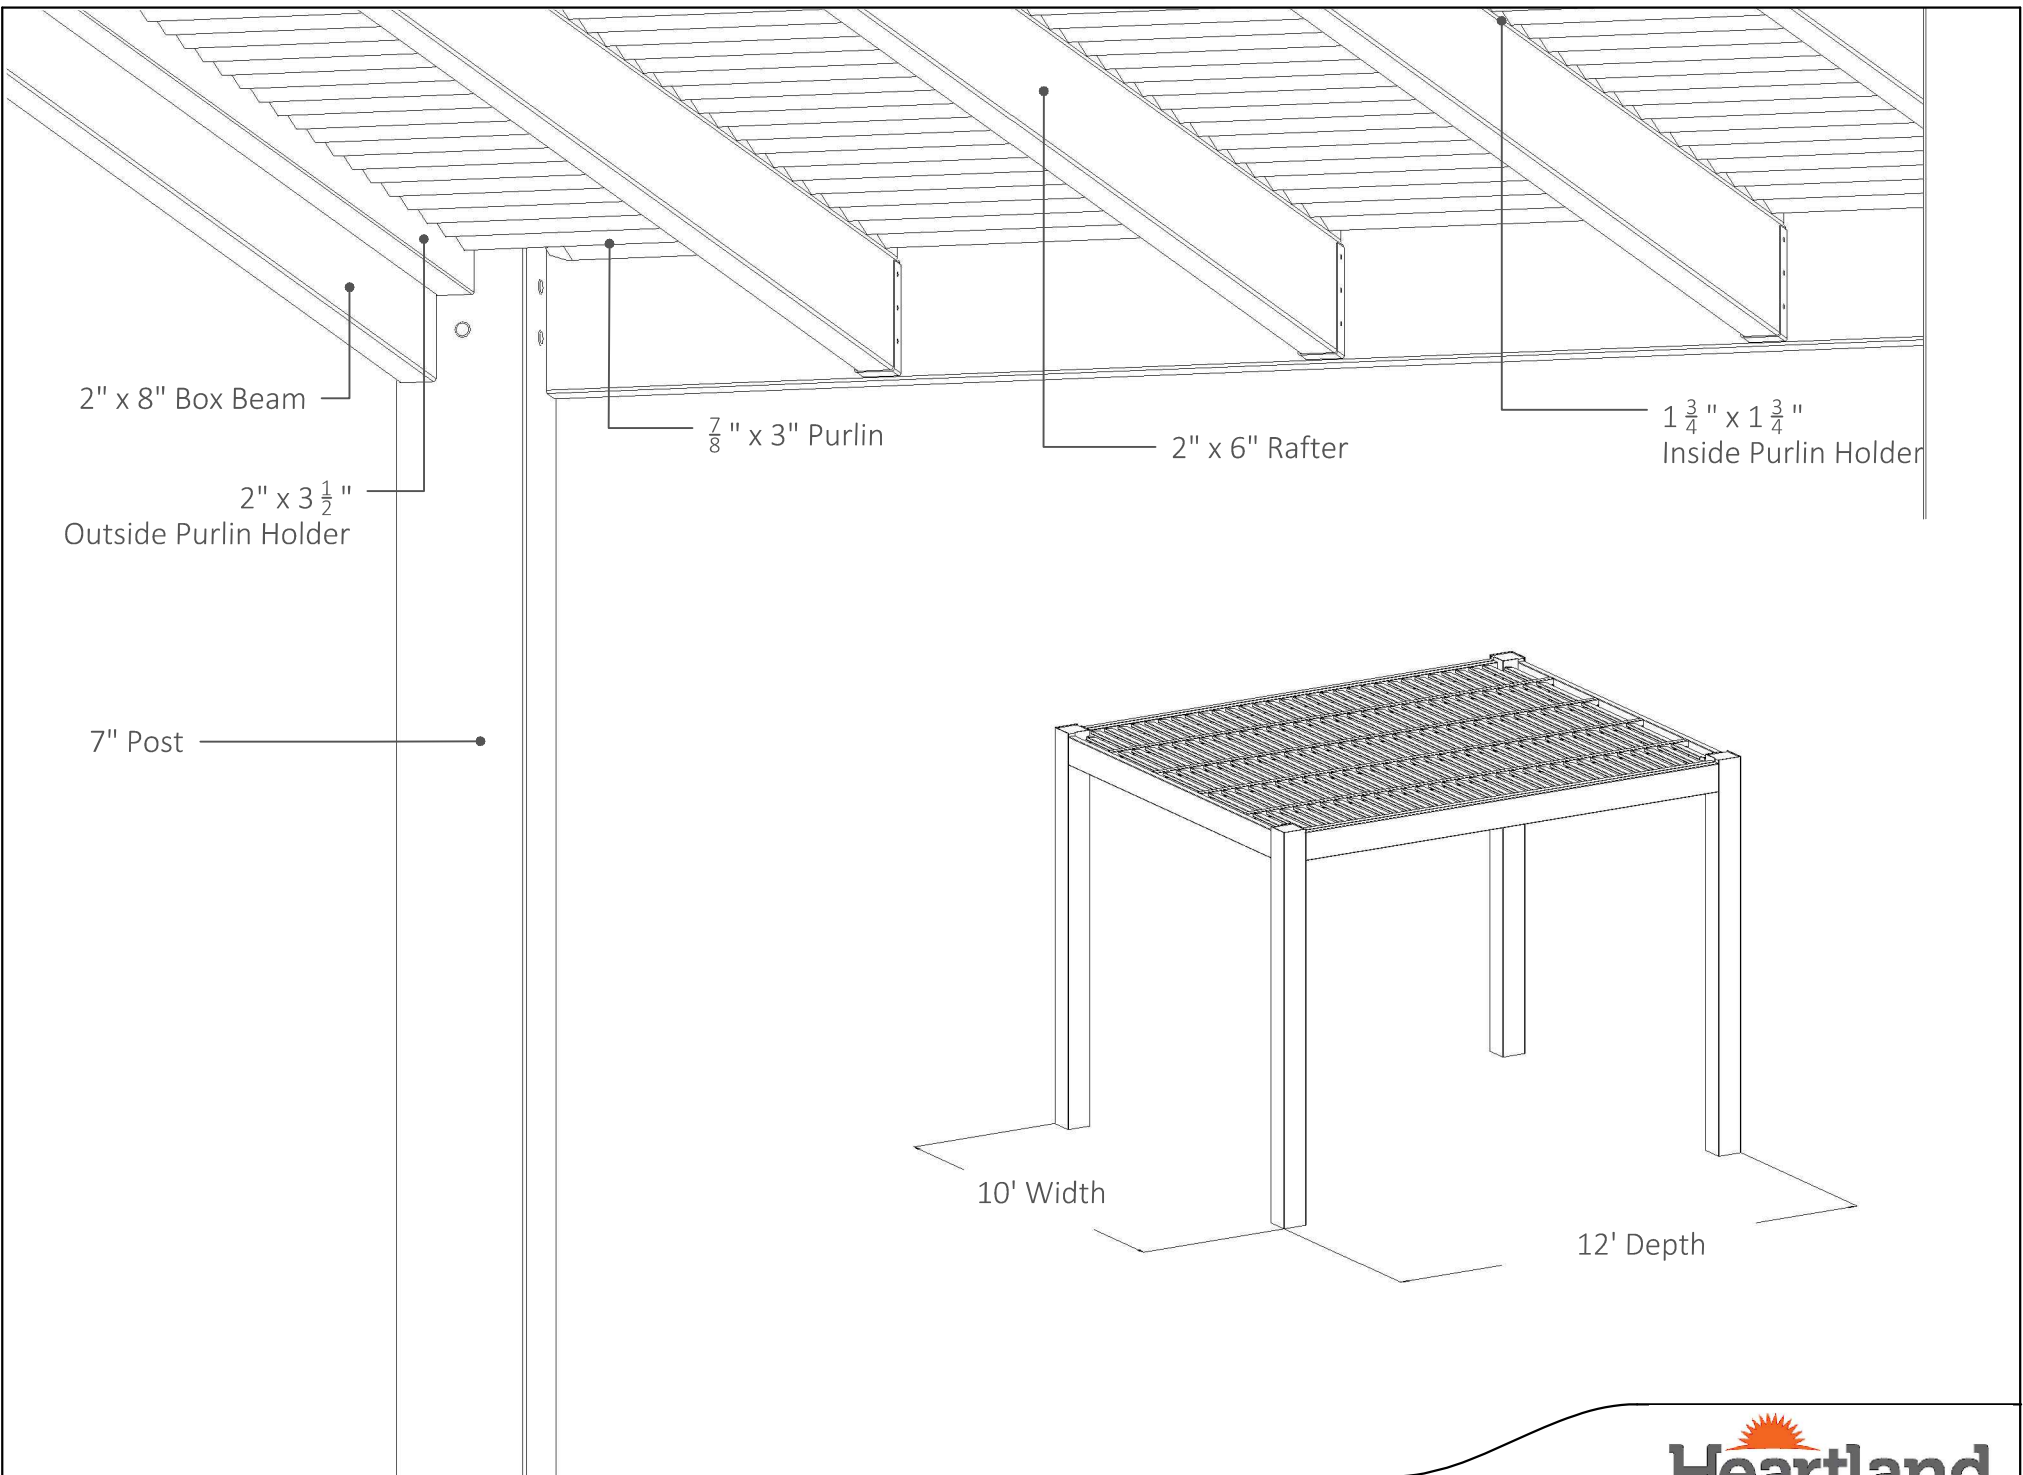 2" x 8" Box Beam
7/8" x 3" Purlin
2" x 6" Rafter
1 3/4" x 1 3/4"
Inside Purlin Holder
2" x 3 1/2"
Outside Purlin Holder
7" Post
10' Width
12' Depth
Heartland